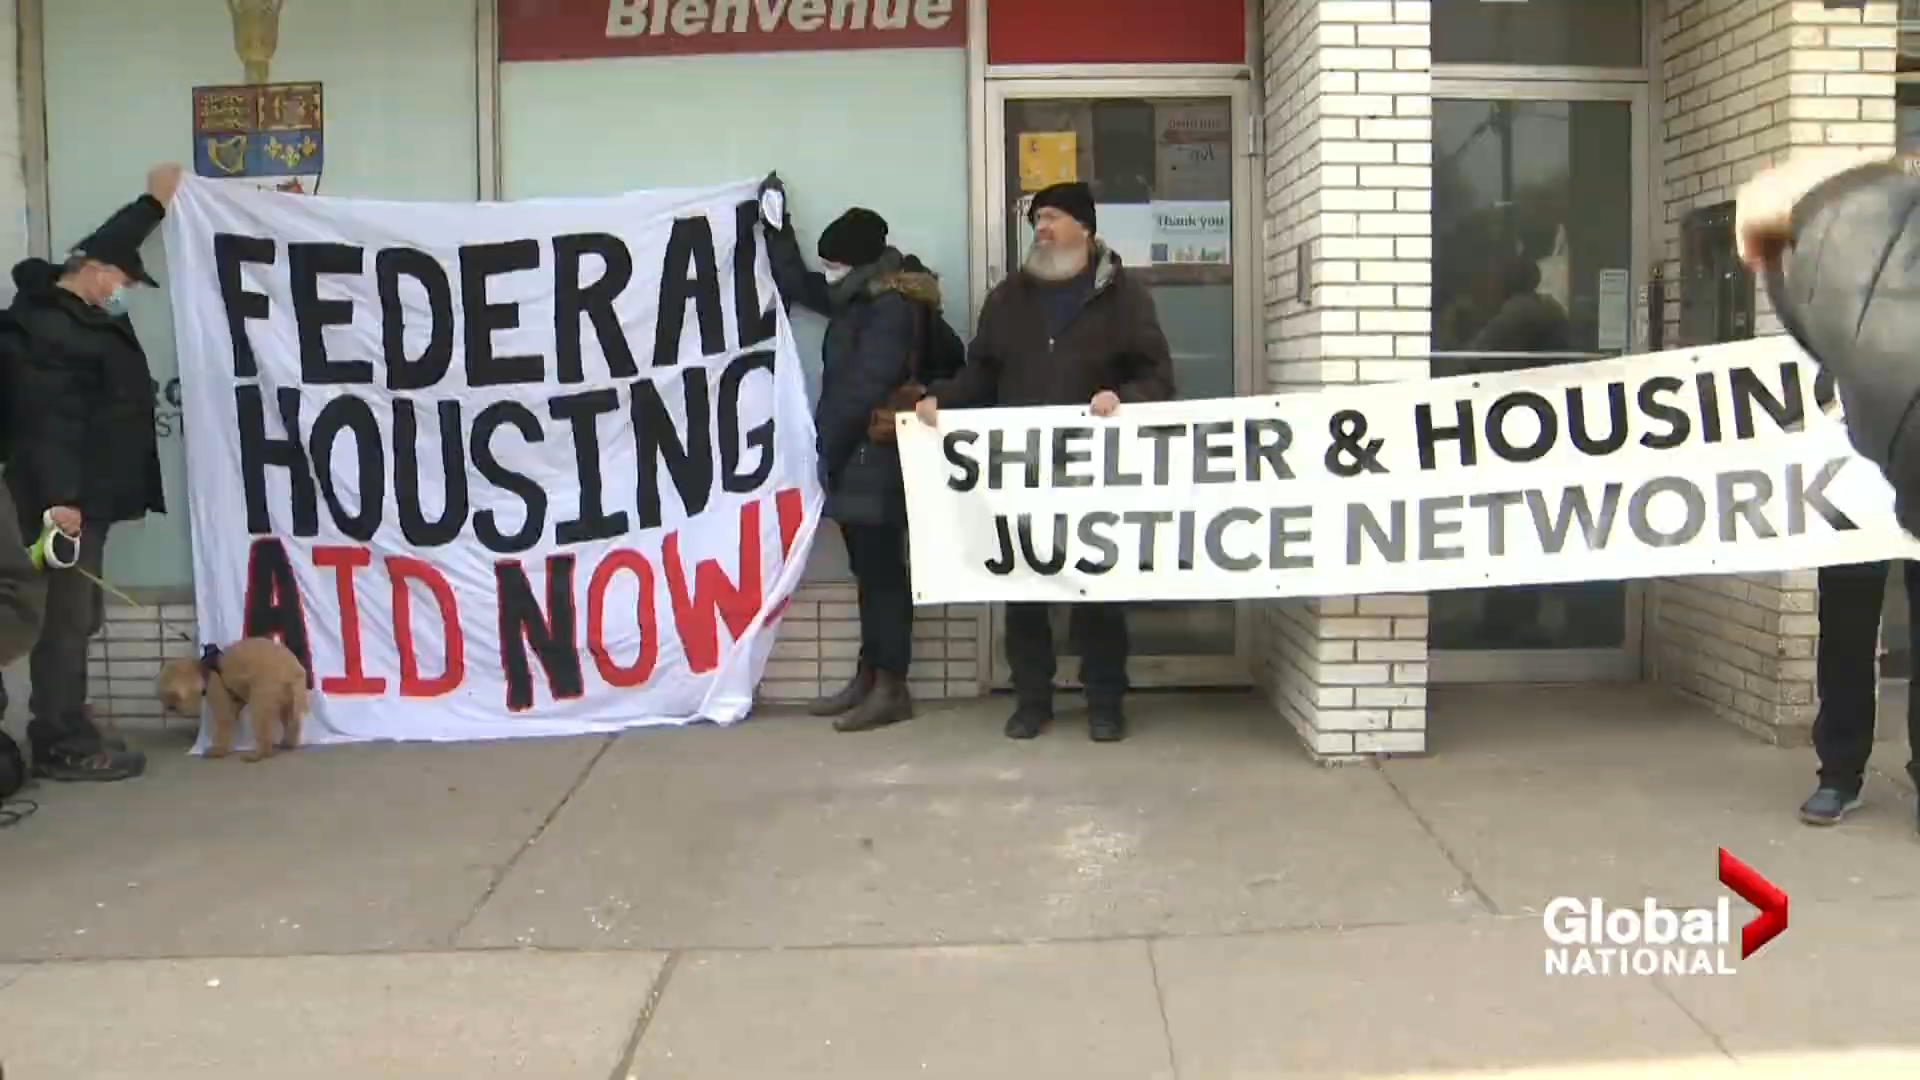 Bienvenue
Thank you
FEDERAL
HOUSING
AID NOW!
SHELTER & HOUSING
JUSTICE NETWORK
Global
NATIONAL